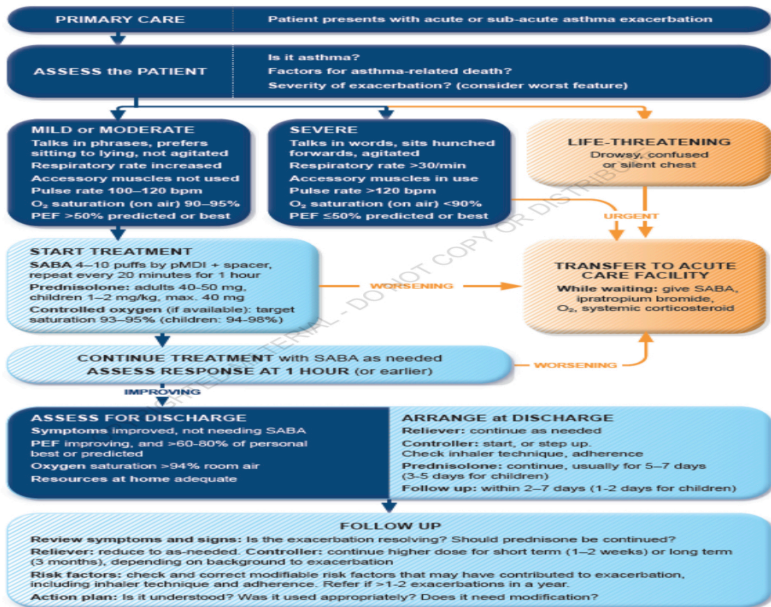 PRIMARY CARE
Patient presents with acute or sub-acute asthma exacerbation
ASSESS the PATIENT
Is it asthma?
Factors for asthma-related death?
Severity of exacerbation? (consider worst feature)
MILD or MODERATE
Talks in phrases, prefers
sitting to lying, not agitated
Respiratory rate increased
Accessory muscles not used
Pulse rate 100–120 bpm
O₂ saturation (on air) 90–95%
PEF >50% predicted or best
SEVERE
Talks in words, sits hunched
forwards, agitated
Respiratory rate >30/min
Accessory muscles in use
Pulse rate >120 bpm
O₂ saturation (on air) <90%
PEF ≤50% predicted or best
LIFE-THREATENING
Drowsy, confused
or silent chest
URGENT
START TREATMENT
SABA 4–10 puffs by pMDI + spacer,
repeat every 20 minutes for 1 hour
Prednisolone: adults 40-50 mg,
children 1–2 mg/kg, max. 40 mg
Controlled oxygen (if available): target
saturation 93–95% (children: 94-98%)
WORSENING
TRANSFER TO ACUTE
CARE FACILITY
While waiting: give SABA,
ipratropium bromide,
O₂, systemic corticosteroid
CONTINUE TREATMENT with SABA as needed
ASSESS RESPONSE AT 1 HOUR (or earlier)
WORSENING
IMPROVING
ASSESS FOR DISCHARGE
Symptoms improved, not needing SABA
PEF improving, and >60-80% of personal
best or predicted
Oxygen saturation >94% room air
Resources at home adequate
ARRANGE at DISCHARGE
Reliever: continue as needed
Controller: start, or step up.
Check inhaler technique, adherence
Prednisolone: continue, usually for 5–7 days
(3-5 days for children)
Follow up: within 2–7 days (1-2 days for children)
FOLLOW UP
Review symptoms and signs: Is the exacerbation resolving? Should prednisone be continued?
Reliever: reduce to as-needed. Controller: continue higher dose for short term (1–2 weeks) or long term
(3 months), depending on background to exacerbation
Risk factors: check and correct modifiable risk factors that may have contributed to exacerbation,
including inhaler technique and adherence. Refer if >1-2 exacerbations in a year.
Action plan: Is it understood? Was it used appropriately? Does it need modification?
MATERIAL - DO NOT COPY OR